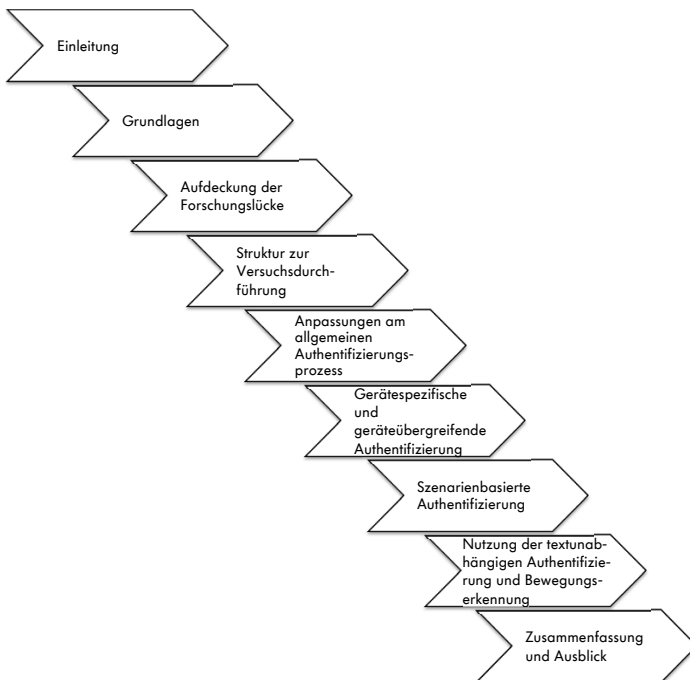 Einleitung
Grundlagen
Aufdeckung der
Forschungslücke
Struktur zur
Versuchsdurch-
führung
Anpassungen am
allgemeinen
Authentifizierungs-
prozess
Gerätespezifische
und
geräteübergreifende
Authentifizierung
Szenarienbasierte
Authentifizierung
Nutzung der textunab-
hängigen Authentifizie-
rung und Bewegungs-
erkennung
Zusammenfassung
und Ausblick